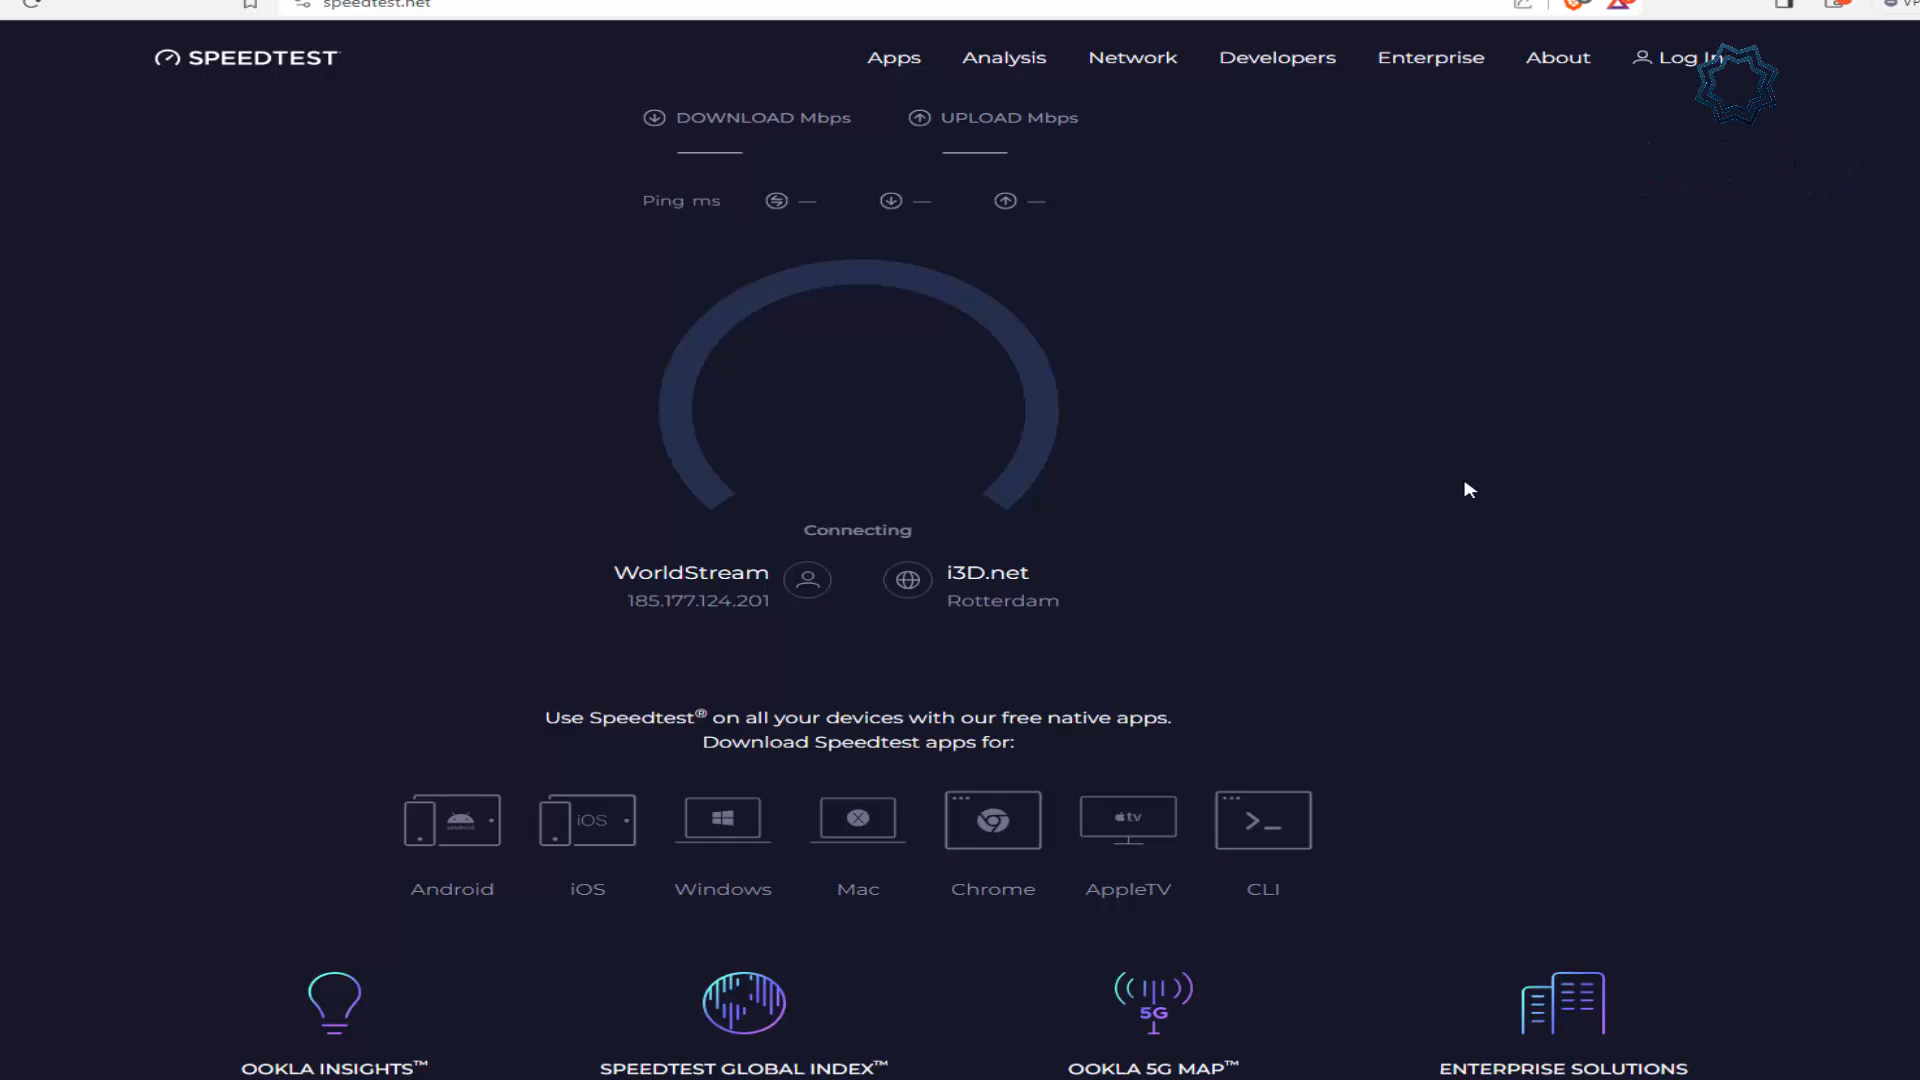 speedtest.net
VP
SPEEDTEST
Apps Analysis Network Developers Enterprise About Log In
DOWNLOAD Mbps UPLOAD Mbps
Ping ms — — —
Connecting
WorldStream i3D.net
185.177.124.201 Rotterdam
Use Speedtest® on all your devices with our free native apps.
Download Speedtest apps for:
android iOS tv >_
Android iOS Windows Mac Chrome AppleTV CLI
5G
OOKLA INSIGHTS™ SPEEDTEST GLOBAL INDEX™ OOKLA 5G MAP™ ENTERPRISE SOLUTIONS